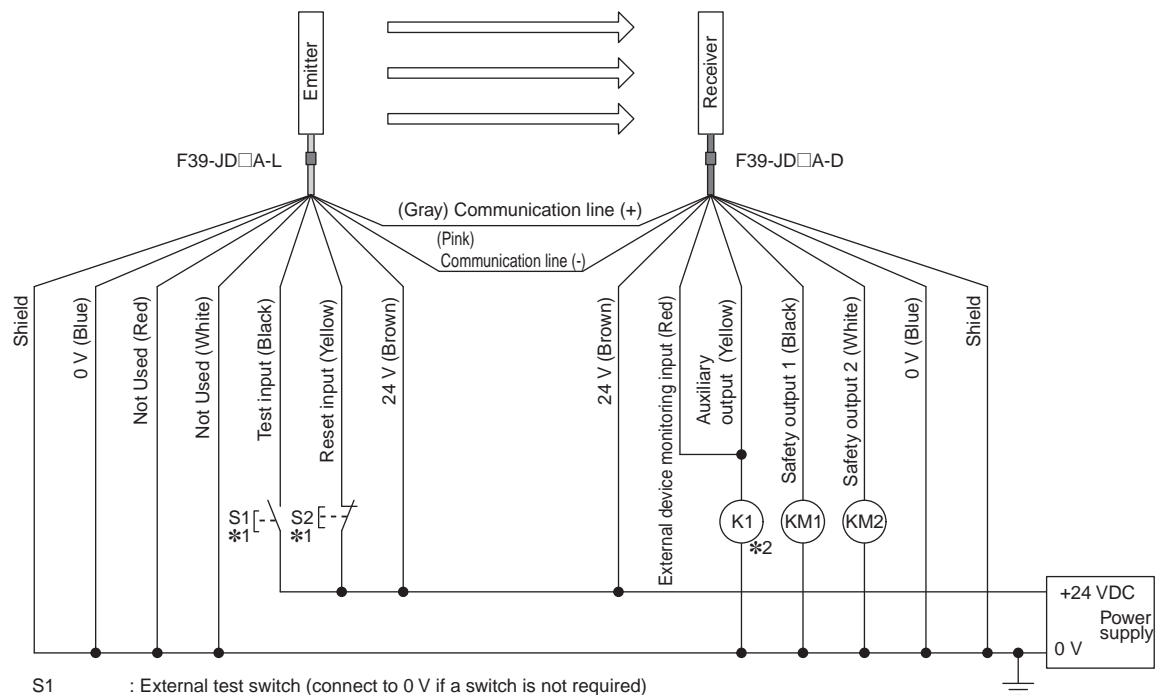 Emitter
Receiver
F39-JD□A-L
F39-JD□A-D
(Gray) Communication line (+)
(Pink)
Communication line (-)
Shield
0 V (Blue)
Not Used (Red)
Not Used (White)
Test input (Black)
Reset input (Yellow)
24 V (Brown)
24 V (Brown)
External device monitoring input (Red)
Auxiliary
output (Yellow)
Safety output 1 (Black)
Safety output 2 (White)
0 V (Blue)
Shield
S1
*1
S2
*1
K1
*2
KM1
KM2
+24 VDC
Power
supply
0 V
S1 : External test switch (connect to 0 V if a switch is not required)